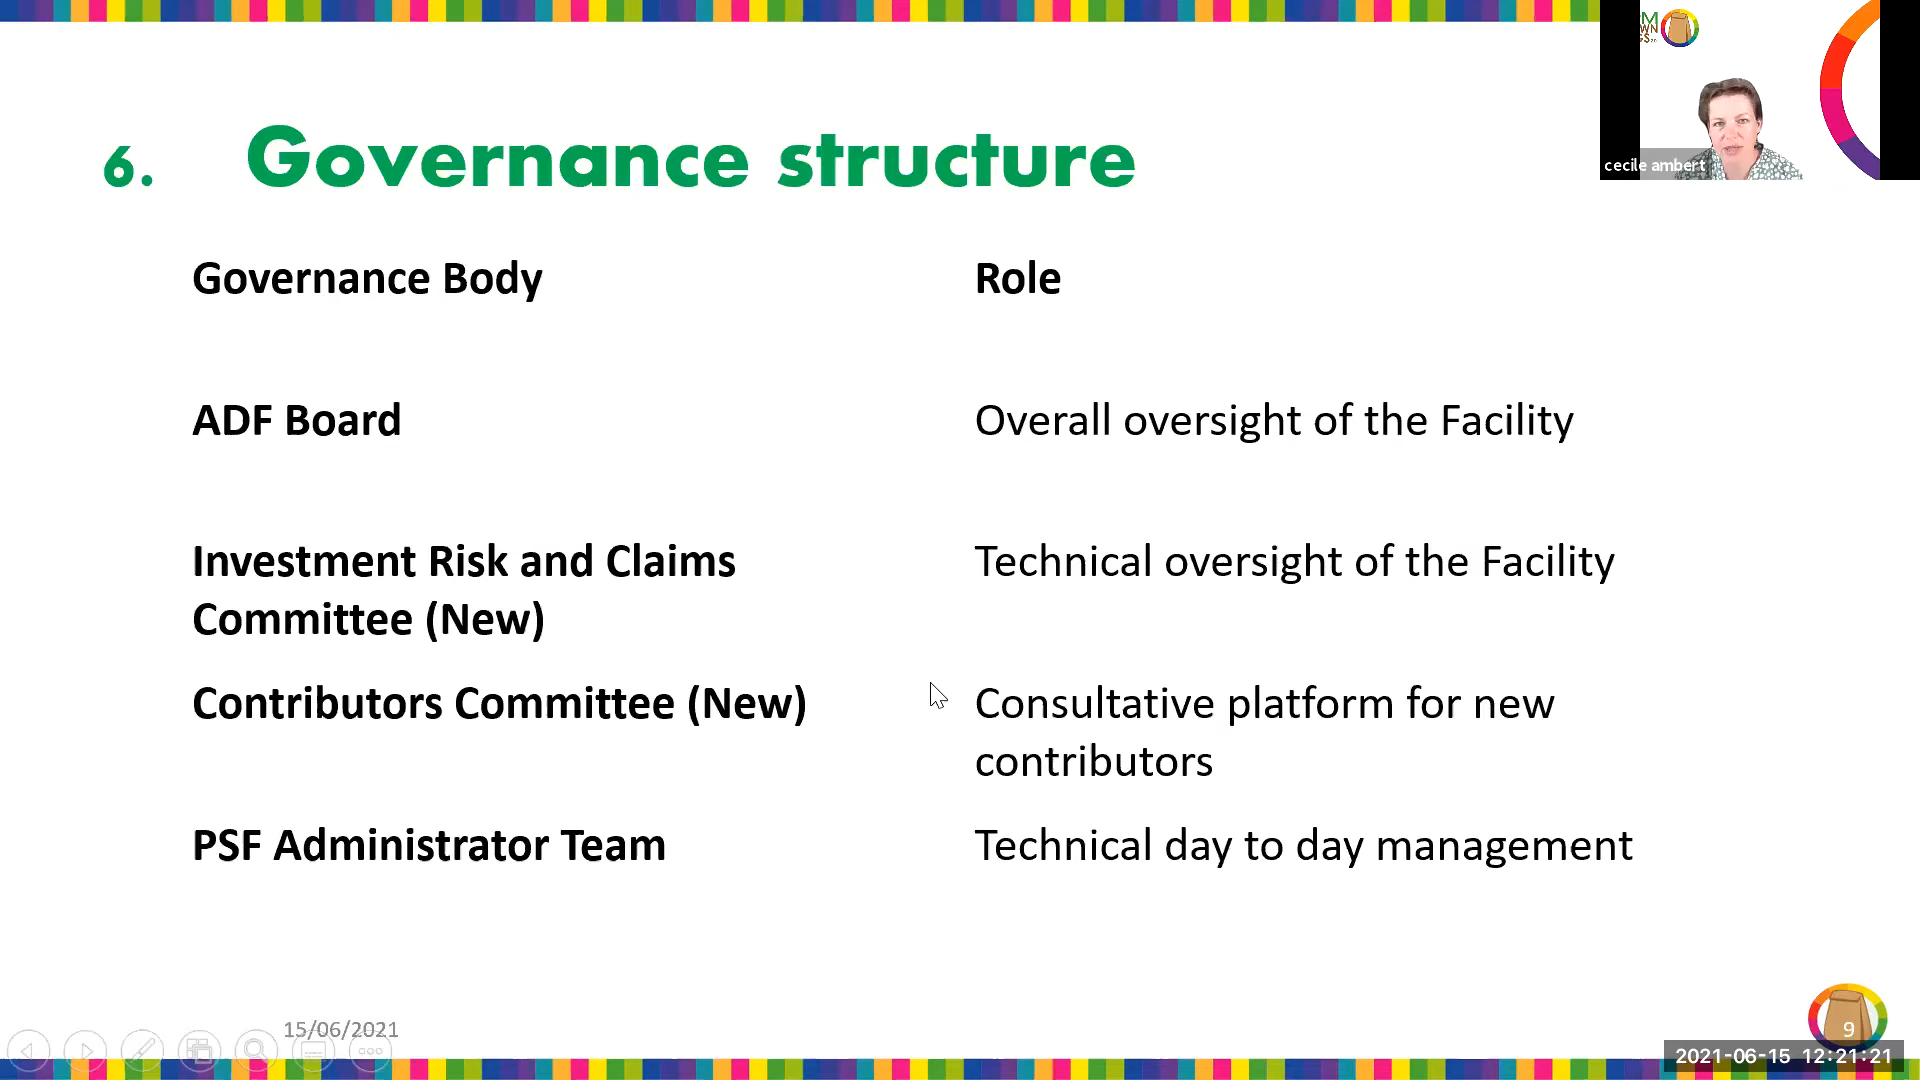 6. Governance structure
cecile ambert
Governance Body
Role
ADF Board
Overall oversight of the Facility
Investment Risk and Claims
Committee (New)
Technical oversight of the Facility
Contributors Committee (New)
Consultative platform for new
contributors
PSF Administrator Team
Technical day to day management
15/06/2021
9
2021-06-15 12:21:21